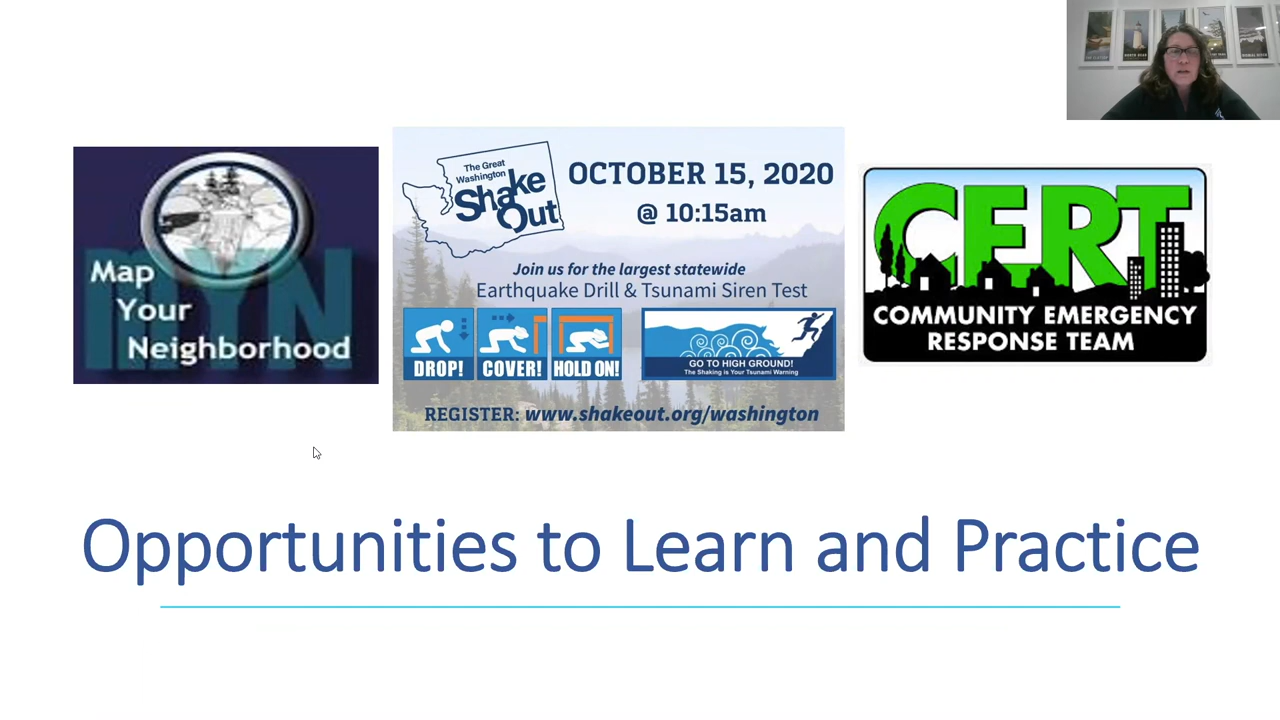 Map
Your
Neighborhood
MYN
The Great
Washington
ShakeOut
OCTOBER 15, 2020
@ 10:15am
Join us for the largest statewide
Earthquake Drill & Tsunami Siren Test
DROP!
COVER!
HOLD ON!
GO TO HIGH GROUND!
The Shaking is Your Tsunami Warning
REGISTER: www.shakeout.org/washington
CERT
COMMUNITY EMERGENCY
RESPONSE TEAM
Opportunities to Learn and Practice